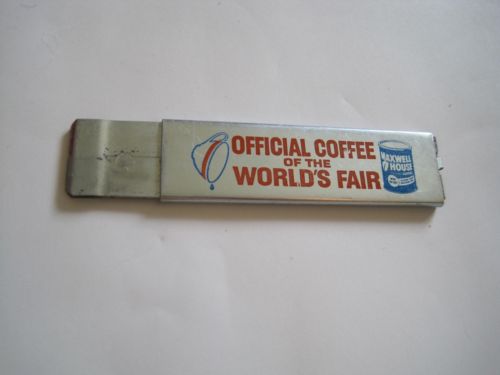 OFFICIAL COFFEE
OF THE
WORLD'S FAIR
MAXWELL
HOUSE